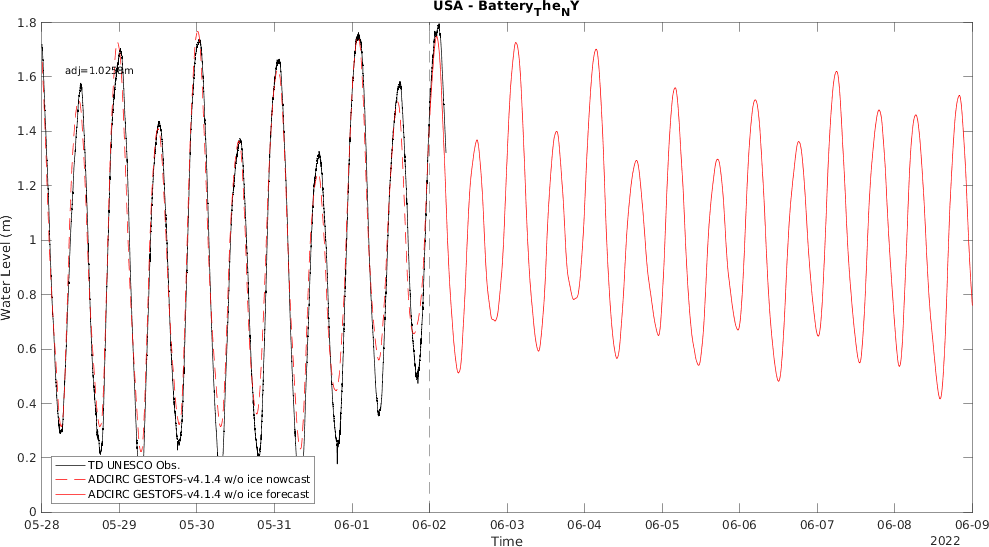 USA - Battery_The_NY
1.8
1.6
1.4
1.2
1
0.8
0.6
0.4
0.2
0
Water Level (m)
adj=1.0258m
TD UNESCO Obs.
ADCIRC GESTOFS-v4.1.4 w/o ice nowcast
ADCIRC GESTOFS-v4.1.4 w/o ice forecast
05-28 05-29 05-30 05-31 06-01 06-02 06-03 06-04 06-05 06-06 06-07 06-08 06-09
Time
2022